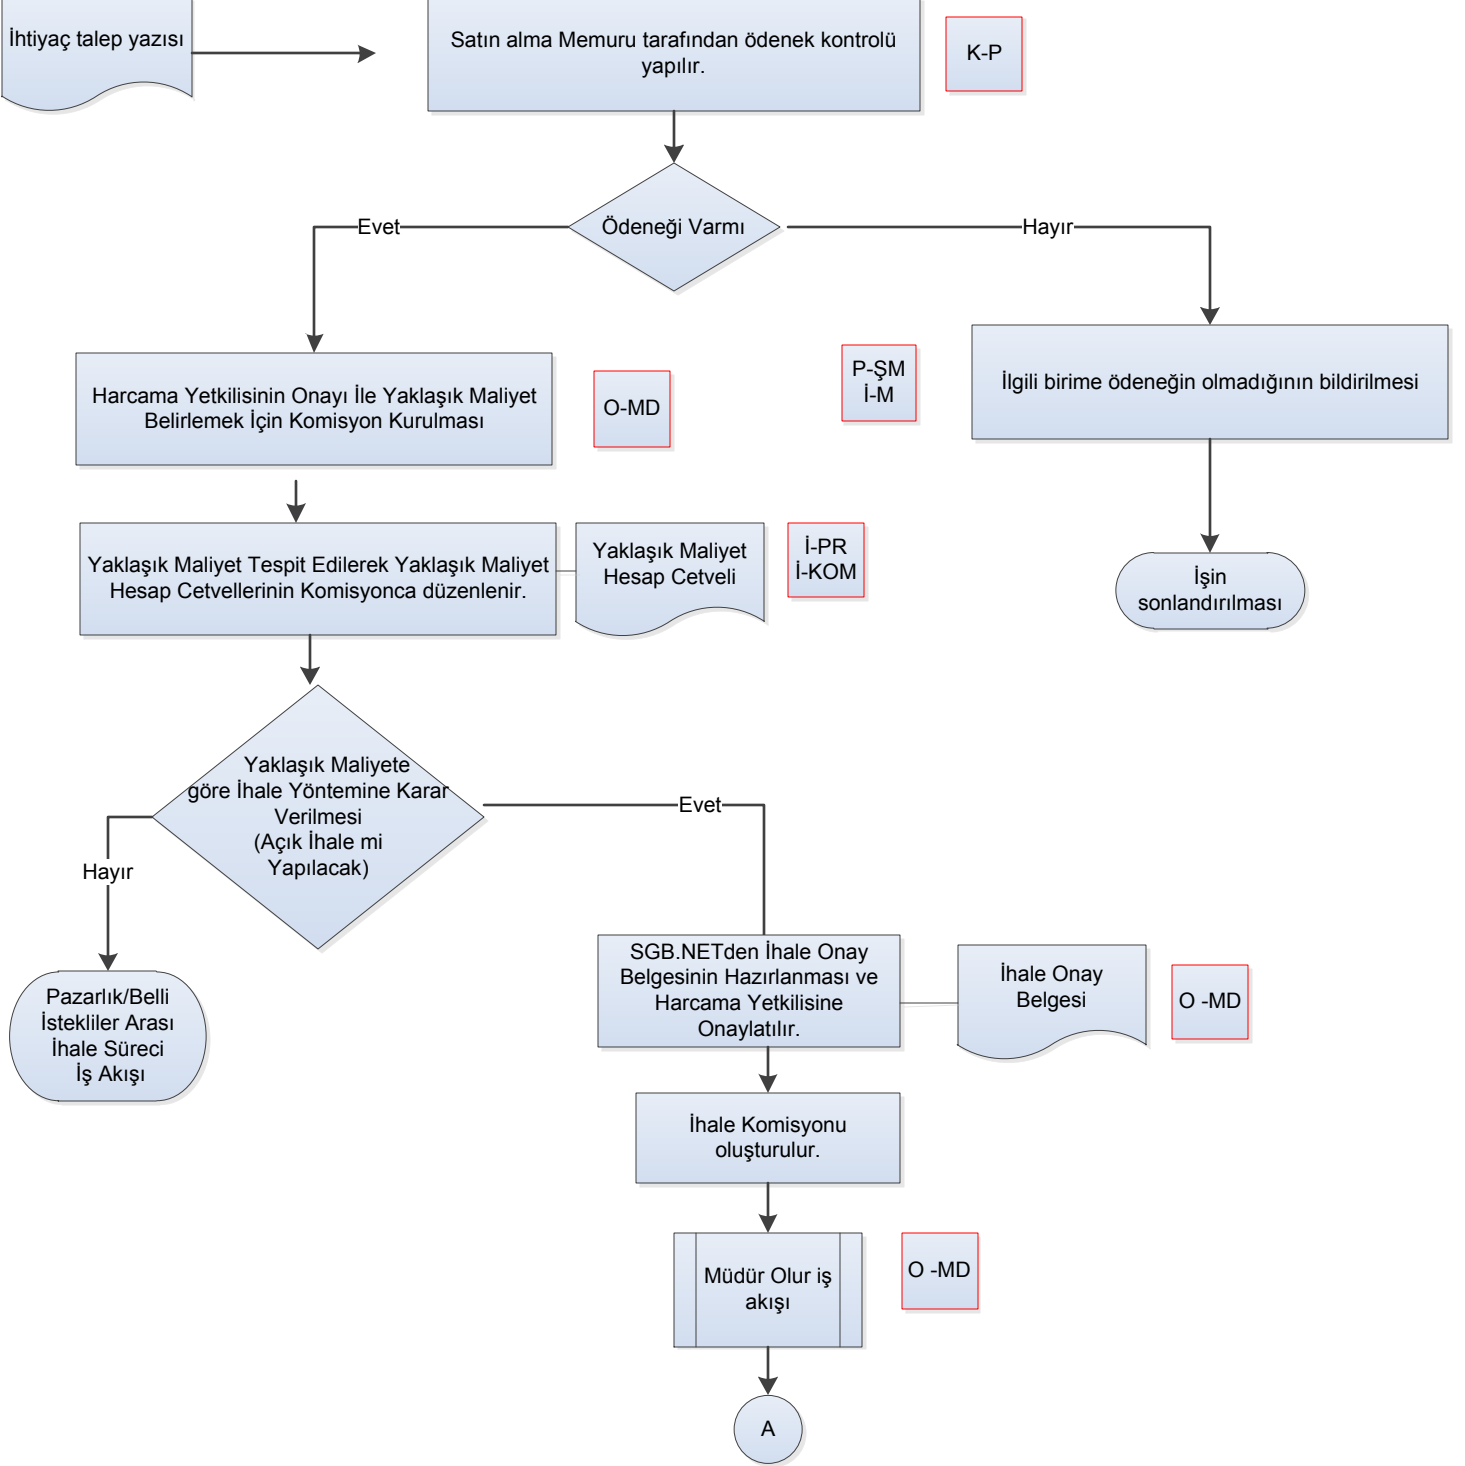 İhtiyaç talep yazısı
Satın alma Memuru tarafından ödenek kontrolü
yapılır.
K-P
Ödeneği Varmı
Evet
Hayır
Harcama Yetkilisinin Onayı İle Yaklaşık Maliyet
Belirlemek İçin Komisyon Kurulması
O-MD
P-ŞM
İ-M
İlgili birime ödeneğin olmadığının bildirilmesi
Yaklaşık Maliyet Tespit Edilerek Yaklaşık Maliyet
Hesap Cetvellerinin Komisyonca düzenlenir.
Yaklaşık Maliyet
Hesap Cetveli
İ-PR
İ-KOM
İşin
sonlandırılması
Yaklaşık Maliyete
göre İhale Yöntemine Karar
Verilmesi
(Açık İhale mi
Yapılacak)
Evet
Hayır
Pazarlık/Belli
İstekliler Arası
İhale Süreci
İş Akışı
SGB.NETden İhale Onay
Belgesinin Hazırlanması ve
Harcama Yetkilisine
Onaylatılır.
İhale Onay
Belgesi
O -MD
İhale Komisyonu
oluşturulur.
Müdür Olur iş
akışı
O -MD
A